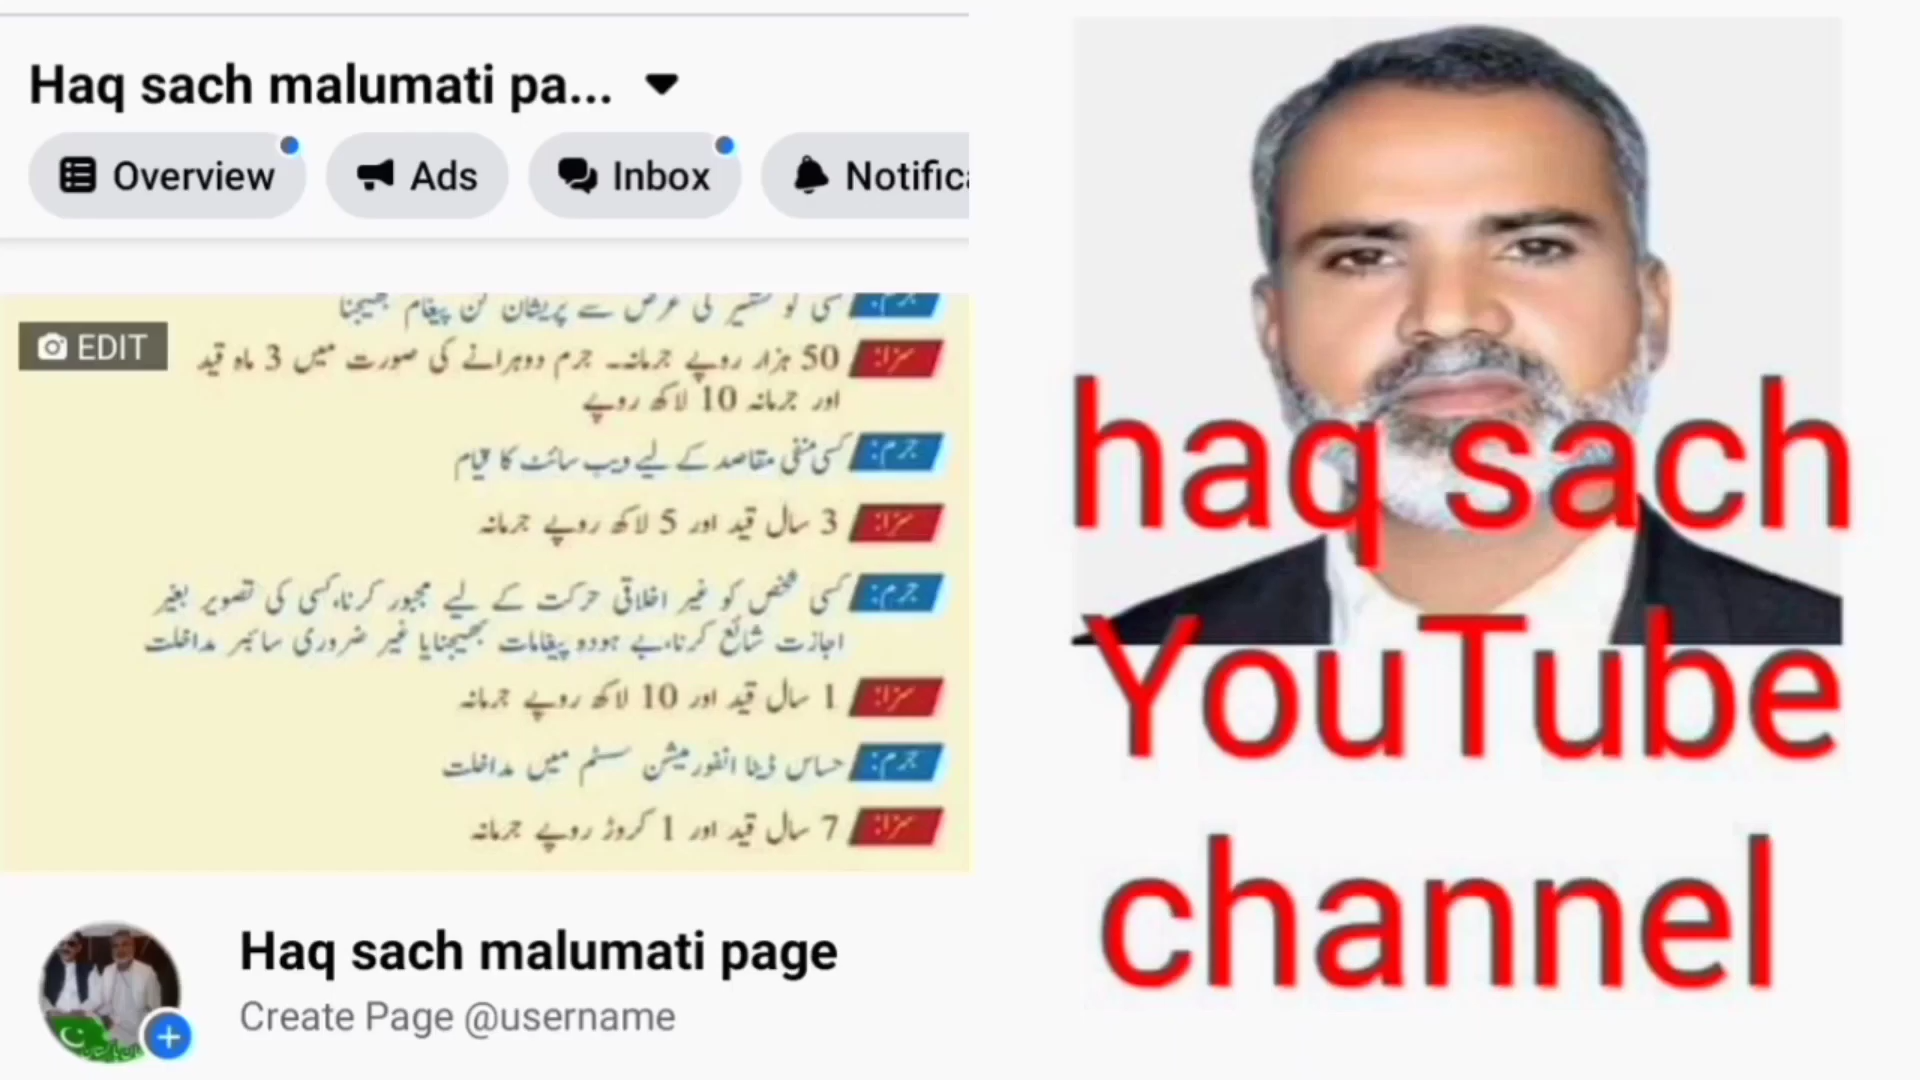 Haq sach malumati pa...
Overview
Ads
Inbox
Notific
EDIT
جرم: کسی کو تشہیر کی غرض سے پریشان کن پیغام بھیجنا
سزا: 50 ہزار روپے جرمانہ۔ جرم دوہرانے کی صورت میں 3 ماہ قید
اور جرمانہ 10 لاکھ روپے
جرم: کسی منفی مقاصد کے لیے ویب سائٹ کا قیام
سزا: 3 سال قید اور 5 لاکھ روپے جرمانہ
جرم: کسی شخص کو غیر اخلاقی حرکت کے لیے مجبور کرنا، کسی کی تصویر بغیر
اجازت شائع کرنا، بے ہودہ پیغامات بھیجنا یا غیر ضروری سائبر مداخلت
سزا: 1 سال قید اور 10 لاکھ روپے جرمانہ
جرم: حساس ڈیٹا انفورمیشن سسٹم میں مداخلت
سزا: 7 سال قید اور 1 کروڑ روپے جرمانہ
Haq sach malumati page
Create Page @username
haq sach
YouTube
channel